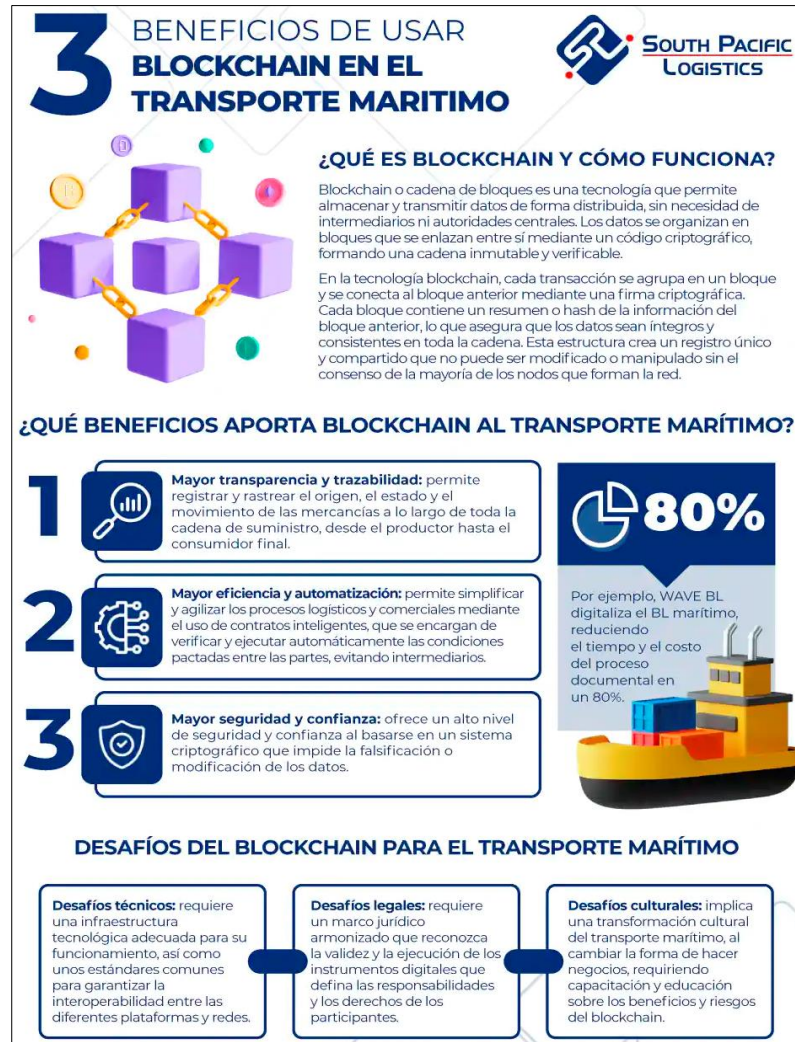 3
BENEFICIOS DE USAR
BLOCKCHAIN EN EL
TRANSPORTE MARITIMO
SOUTH PACIFIC
LOGISTICS
¿QUÉ ES BLOCKCHAIN Y CÓMO FUNCIONA?
Blockchain o cadena de bloques es una tecnología que permite
almacenar y transmitir datos de forma distribuida, sin necesidad de
intermediarios ni autoridades centrales. Los datos se organizan en
bloques que se enlazan entre sí mediante un código criptográfico,
formando una cadena inmutable y verificable.
En la tecnología blockchain, cada transacción se agrupa en un bloque
y se conecta al bloque anterior mediante una firma criptográfica.
Cada bloque contiene un resumen o hash de la información del
bloque anterior, lo que asegura que los datos sean íntegros y
consistentes en toda la cadena. Esta estructura crea un registro único
y compartido que no puede ser modificado o manipulado sin el
consenso de la mayoría de los nodos que forman la red.
¿QUÉ BENEFICIOS APORTA BLOCKCHAIN AL TRANSPORTE MARÍTIMO?
1
Mayor transparencia y trazabilidad: permite
registrar y rastrear el origen, el estado y el
movimiento de las mercancías a lo largo de toda la
cadena de suministro, desde el productor hasta el
consumidor final.
2
Mayor eficiencia y automatización: permite simplificar
y agilizar los procesos logísticos y comerciales mediante
el uso de contratos inteligentes, que se encargan de
verificar y ejecutar automáticamente las condiciones
pactadas entre las partes, evitando intermediarios.
3
Mayor seguridad y confianza: ofrece un alto nivel
de seguridad y confianza al basarse en un sistema
criptográfico que impide la falsificación o
modificación de los datos.
80%
Por ejemplo, WAVE BL
digitaliza el BL marítimo,
reduciendo
el tiempo y el costo
del proceso
documental en
un 80%.
DESAFÍOS DEL BLOCKCHAIN PARA EL TRANSPORTE MARÍTIMO
Desafíos técnicos: requiere
una infraestructura
tecnológica adecuada para su
funcionamiento, así como
unos estándares comunes
para garantizar la
interoperabilidad entre las
diferentes plataformas y redes.
Desafíos legales: requiere
un marco jurídico
armonizado que reconozca
la validez y la ejecución de los
instrumentos digitales que
defina las responsabilidades
y los derechos de los
participantes.
Desafíos culturales: implica
una transformación cultural
del transporte marítimo, al
cambiar la forma de hacer
negocios, requiriendo
capacitación y educación
sobre los beneficios y riesgos
del blockchain.